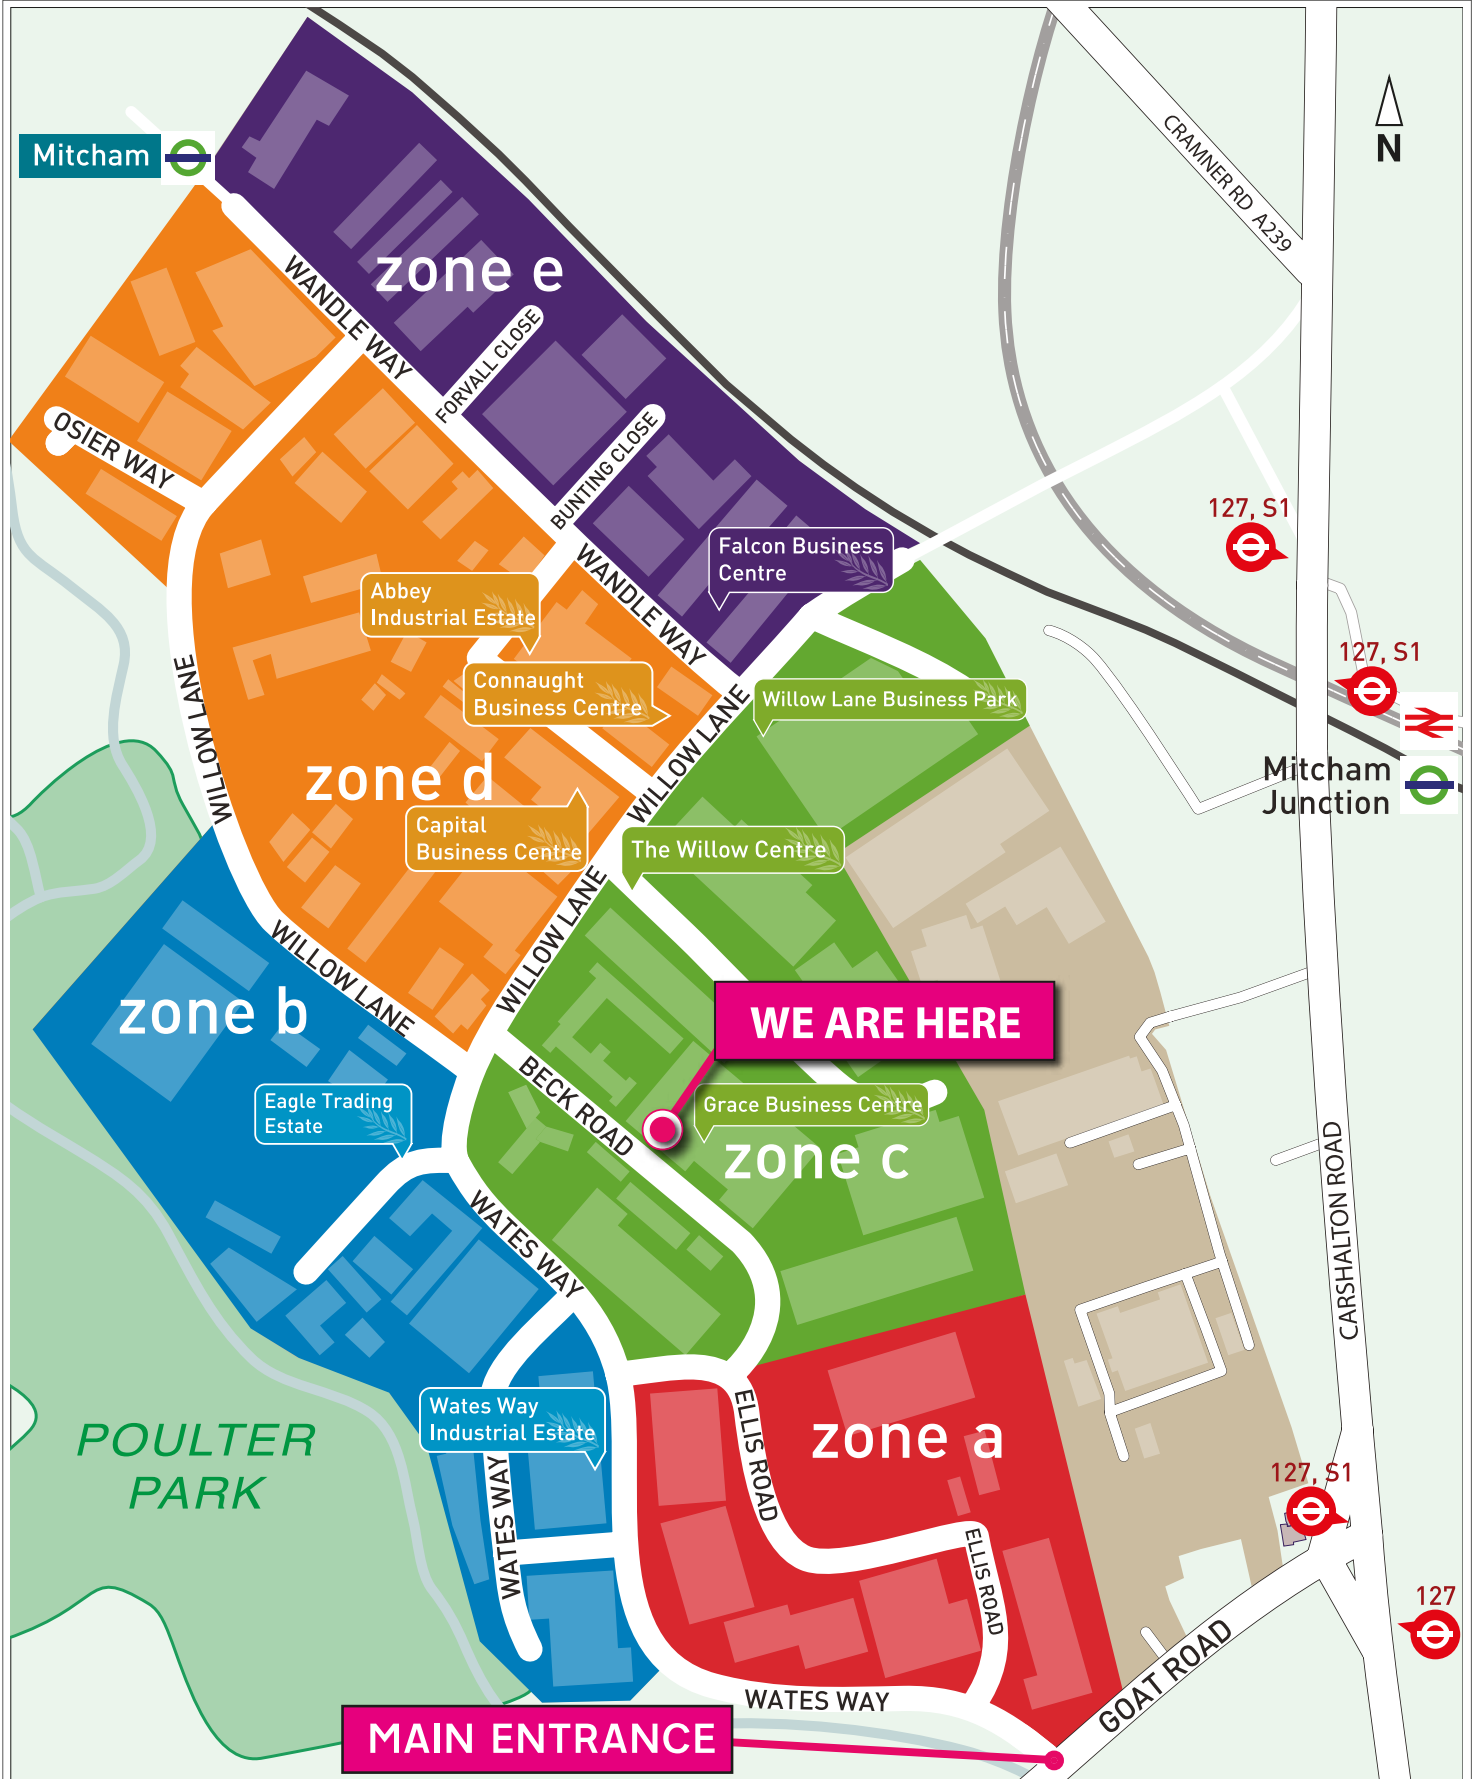 CRAMNER RD A239
N
Mitcham
zone e
WANDLE WAY
FORVALL CLOSE
OSIER WAY
BUNTING CLOSE
127, S1
Falcon Business
Centre
WANDLE WAY
Abbey
Industrial Estate
127, S1
WILLOW LANE
Connaught
Business Centre
Willow Lane Business Park
WILLOW LANE
zone d
Mitcham
Junction
Capital
Business Centre
The Willow Centre
WILLOW LANE
WILLOW LANE
zone b
WE ARE HERE
BECK ROAD
Eagle Trading
Estate
Grace Business Centre
zone c
CARSHALTON ROAD
WATES WAY
Wates Way
Industrial Estate
ELLIS ROAD
zone a
POULTER
PARK
127, S1
WATES WAY
ELLIS ROAD
127
GOAT ROAD
WATES WAY
MAIN ENTRANCE